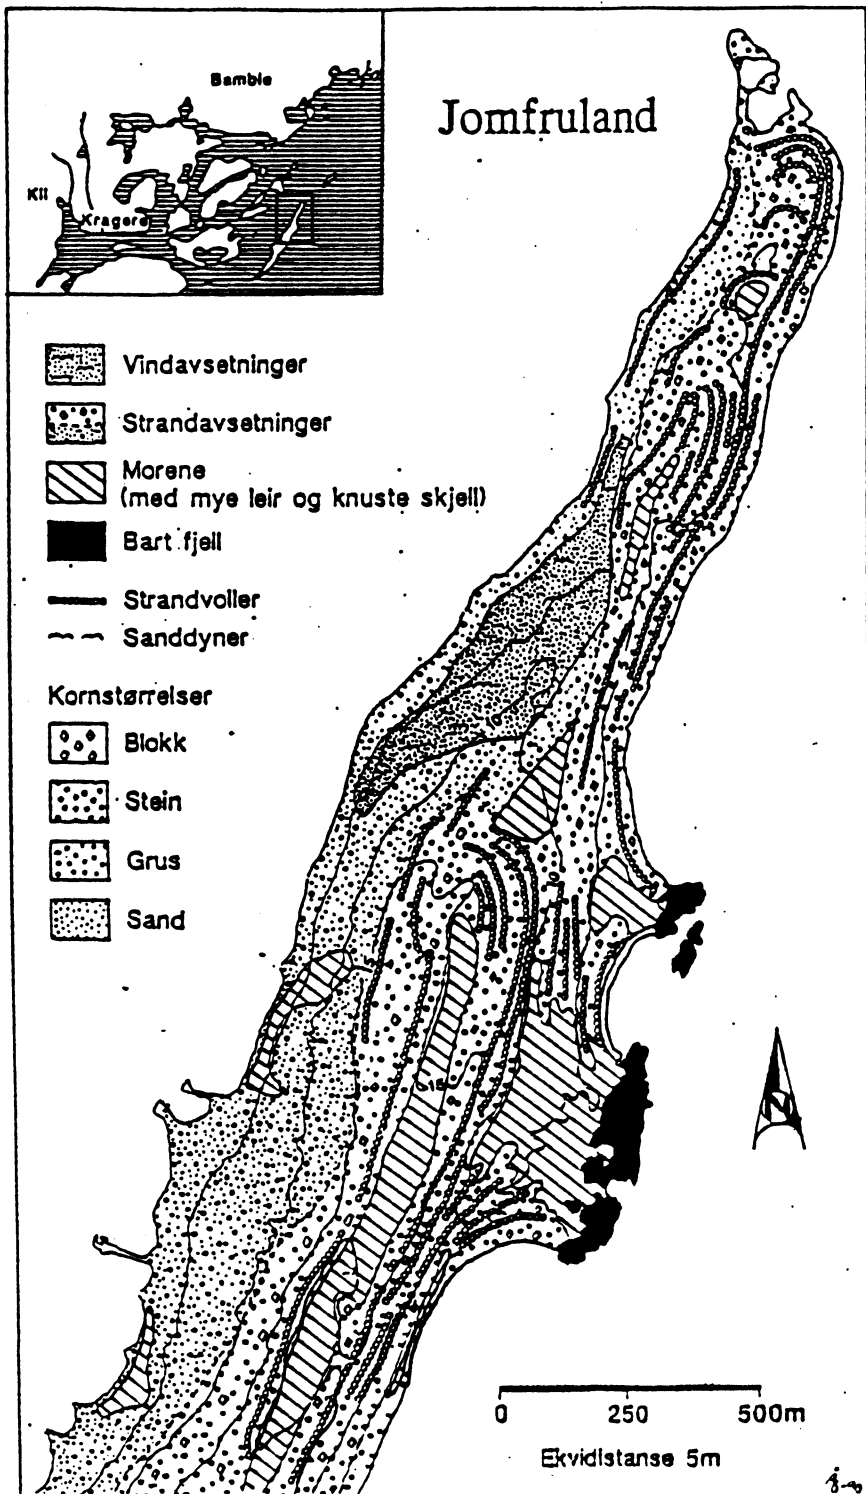 Bamble
Kil
Kragerø
Jomfruland
Vindavsetninger
Strandavsetninger
Morene
(med mye leir og knuste skjell)
Bart fjell
Strandvoller
Sanddyner
Kornstørrelser
Blokk
Stein
Grus
Sand
15
N
0 250 500m
Ekvidistanse 5m